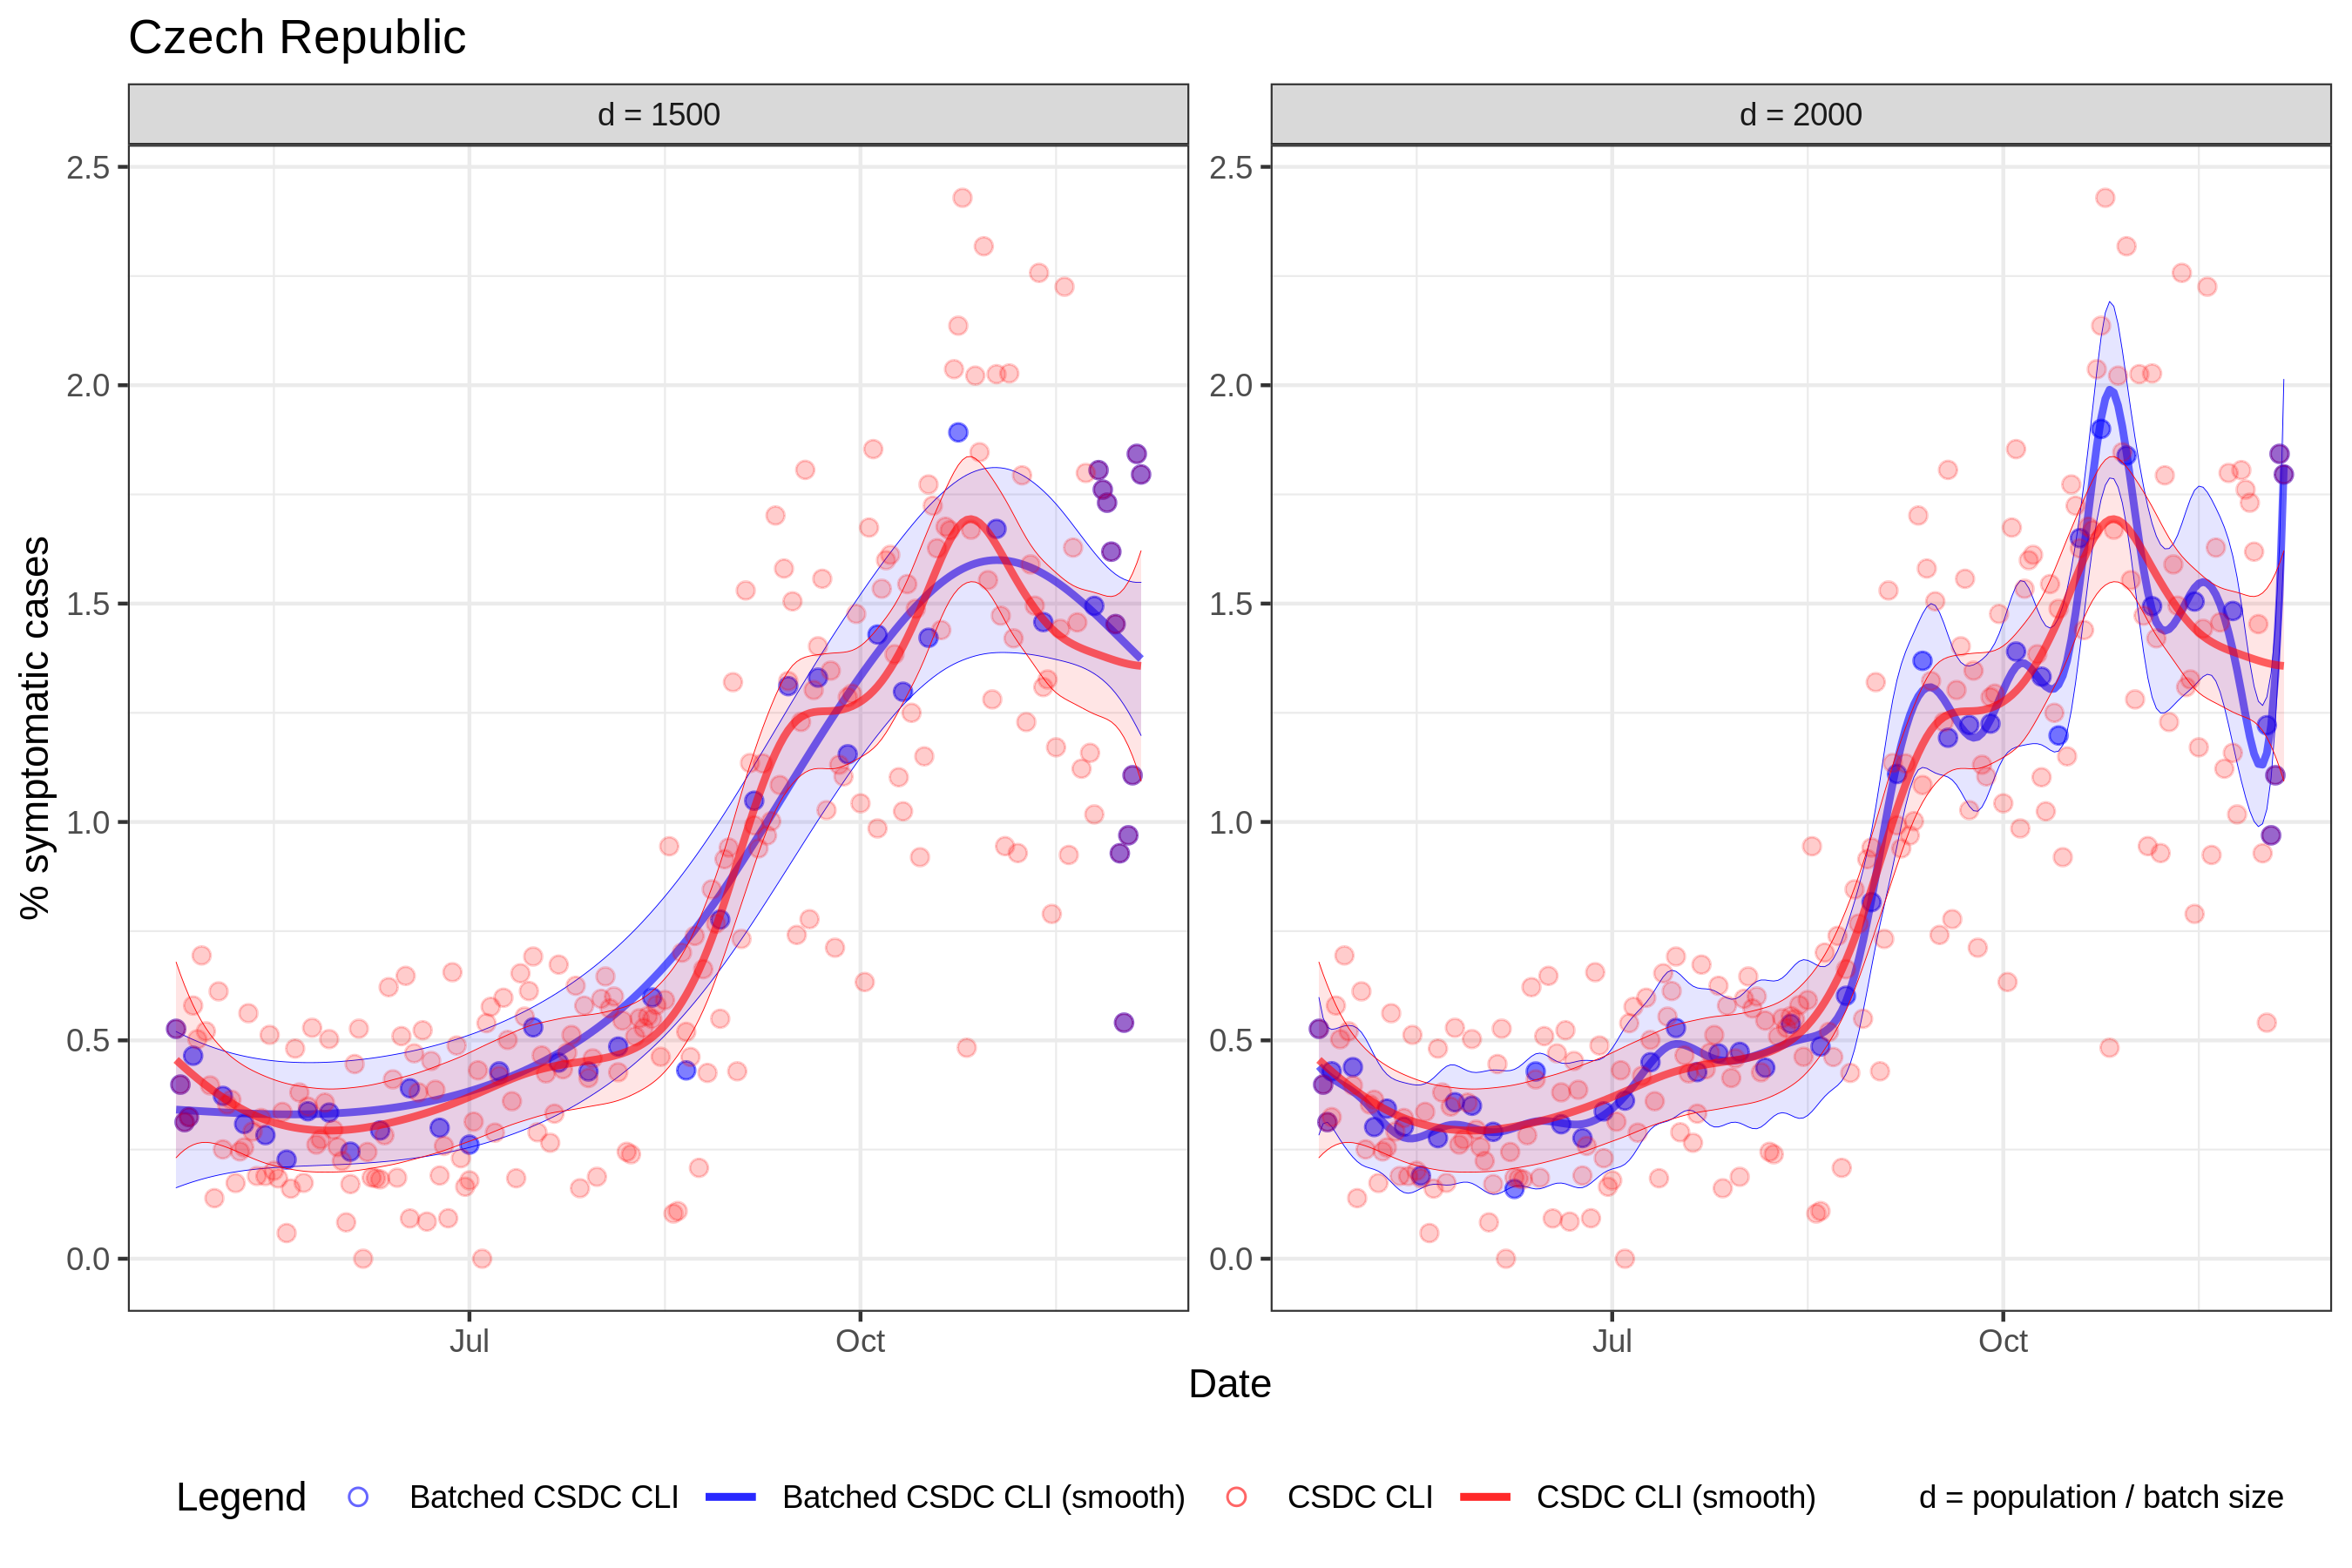 Czech Republic
d = 1500
d = 2000
2.5
2.0
1.5
1.0
0.5
0.0
2.5
2.0
1.5
1.0
0.5
0.0
% symptomatic cases
Jul
Oct
Jul
Oct
Date
Legend
Batched CSDC CLI
Batched CSDC CLI (smooth)
CSDC CLI
CSDC CLI (smooth)
d = population / batch size